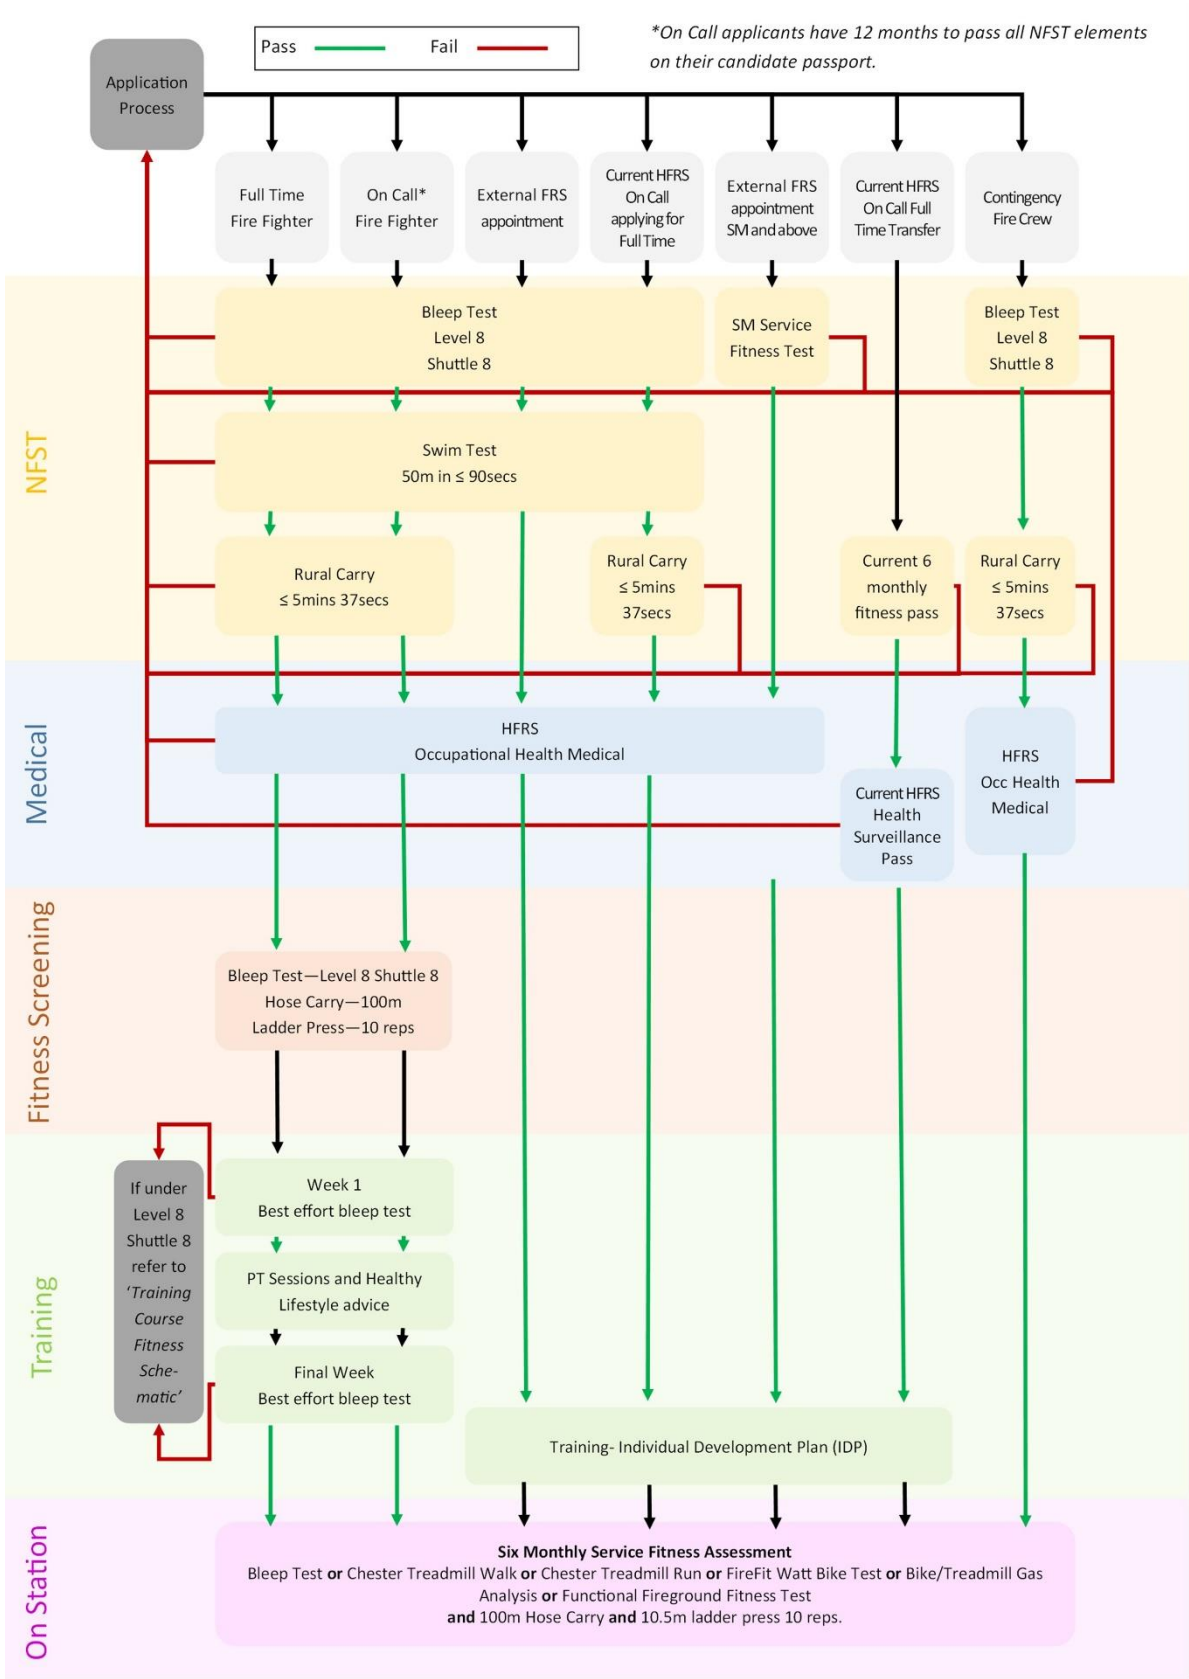 Pass
Fail
*On Call applicants have 12 months to pass all NFST elements
on their candidate passport.
Application
Process
Full Time
Fire Fighter
On Call*
Fire Fighter
External FRS
appointment
Current HFRS
On Call
applying for
Full Time
External FRS
appointment
SM and above
Current HFRS
On Call Full
Time Transfer
Contingency
Fire Crew
NFST
Bleep Test
Level 8
Shuttle 8
SM Service
Fitness Test
Bleep Test
Level 8
Shuttle 8
Swim Test
50m in ≤ 90secs
Rural Carry
≤ 5mins 37secs
Rural Carry
≤ 5mins
37secs
Current 6
monthly
fitness pass
Rural Carry
≤ 5mins
37secs
Medical
HFRS
Occupational Health Medical
Current HFRS
Health
Surveillance
Pass
HFRS
Occ Health
Medical
Fitness Screening
Bleep Test—Level 8 Shuttle 8
Hose Carry—100m
Ladder Press—10 reps
Training
If under
Level 8
Shuttle 8
refer to
‘Training
Course
Fitness
Sche-
matic’
Week 1
Best effort bleep test
PT Sessions and Healthy
Lifestyle advice
Final Week
Best effort bleep test
Training- Individual Development Plan (IDP)
On Station
Six Monthly Service Fitness Assessment
Bleep Test or Chester Treadmill Walk or Chester Treadmill Run or FireFit Watt Bike Test or Bike/Treadmill Gas
Analysis or Functional Fireground Fitness Test
and 100m Hose Carry and 10.5m ladder press 10 reps.